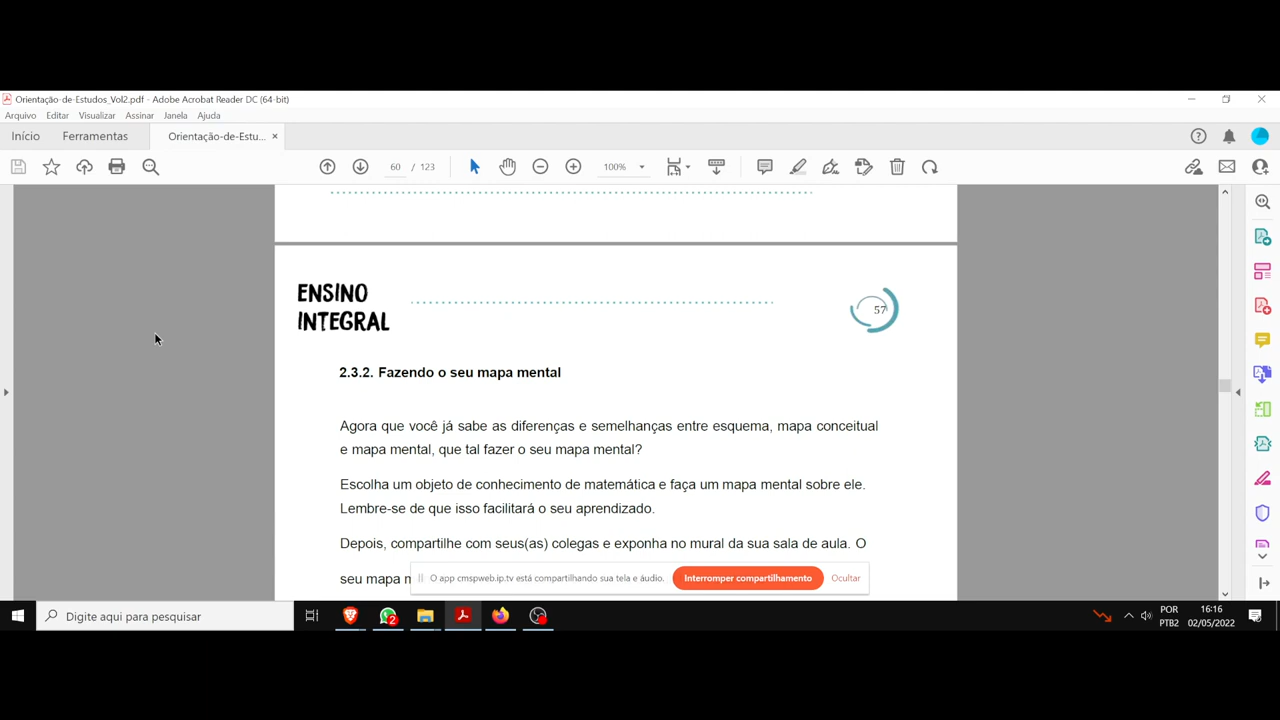 Orientação-de-Estudos_Vol2.pdf - Adobe Acrobat Reader DC (64-bit)
Arquivo Editar Visualizar Assinar Janela Ajuda
Início Ferramentas Orientação-de-Estu... ×
60 / 123 100%
ENSINO
INTEGRAL
57
2.3.2. Fazendo o seu mapa mental
Agora que você já sabe as diferenças e semelhanças entre esquema, mapa conceitual
e mapa mental, que tal fazer o seu mapa mental?
Escolha um objeto de conhecimento de matemática e faça um mapa mental sobre ele.
Lembre-se de que isso facilitará o seu aprendizado.
Depois, compartilhe com seus(as) colegas e exponha no mural da sua sala de aula. O
seu mapa
O app cmspweb.ip.tv está compartilhando sua tela e áudio. Interromper compartilhamento Ocultar
Digite aqui para pesquisar
2
POR
PTB2
16:16
02/05/2022